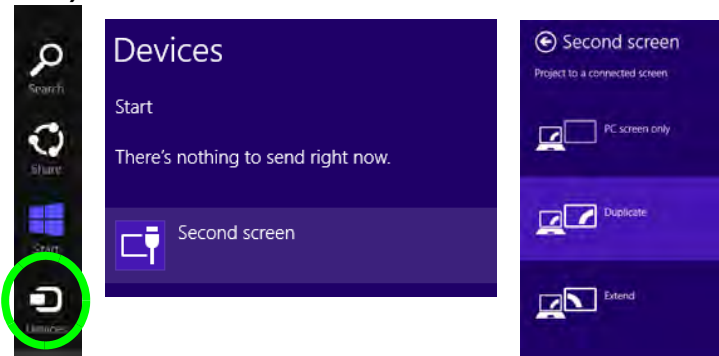 Search
Share
Start
Devices
Devices
Start
There's nothing to send right now.
Second screen
Second screen
Project to a connected screen
PC screen only
Duplicate
Extend